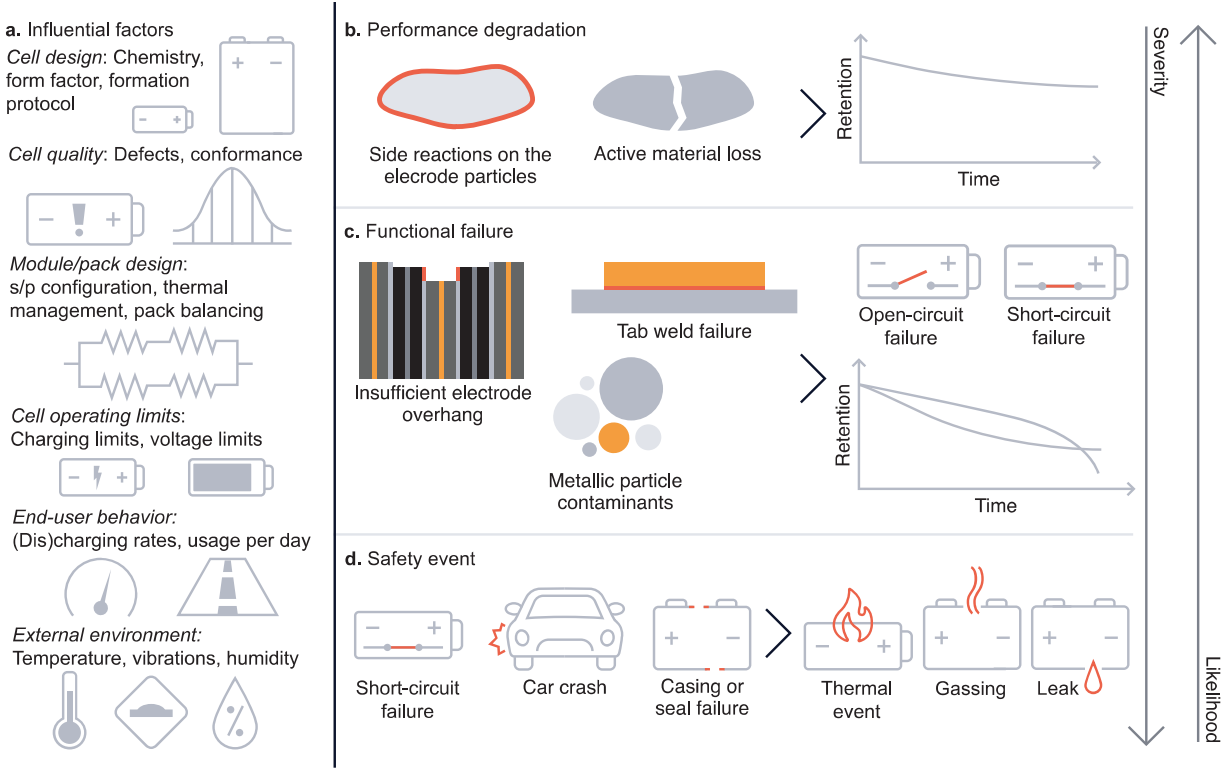 a. Influential factors
Cell design: Chemistry,
form factor, formation
protocol
+ −
- +
Cell quality: Defects, conformance
− ! +
Module/pack design:
s/p configuration, thermal
management, pack balancing
Cell operating limits:
Charging limits, voltage limits
- +
End-user behavior:
(Dis)charging rates, usage per day
External environment:
Temperature, vibrations, humidity
%
b. Performance degradation
Side reactions on the
elecrode particles
Active material loss
Retention
Time
c. Functional failure
Insufficient electrode
overhang
Tab weld failure
Metallic particle
contaminants
− +
Open-circuit
failure
− +
Short-circuit
failure
Retention
Time
d. Safety event
− +
Short-circuit
failure
Car crash
+ −
Casing or
seal failure
− +
Thermal
event
+ −
Gassing
+ −
Leak
Severity
Likelihood